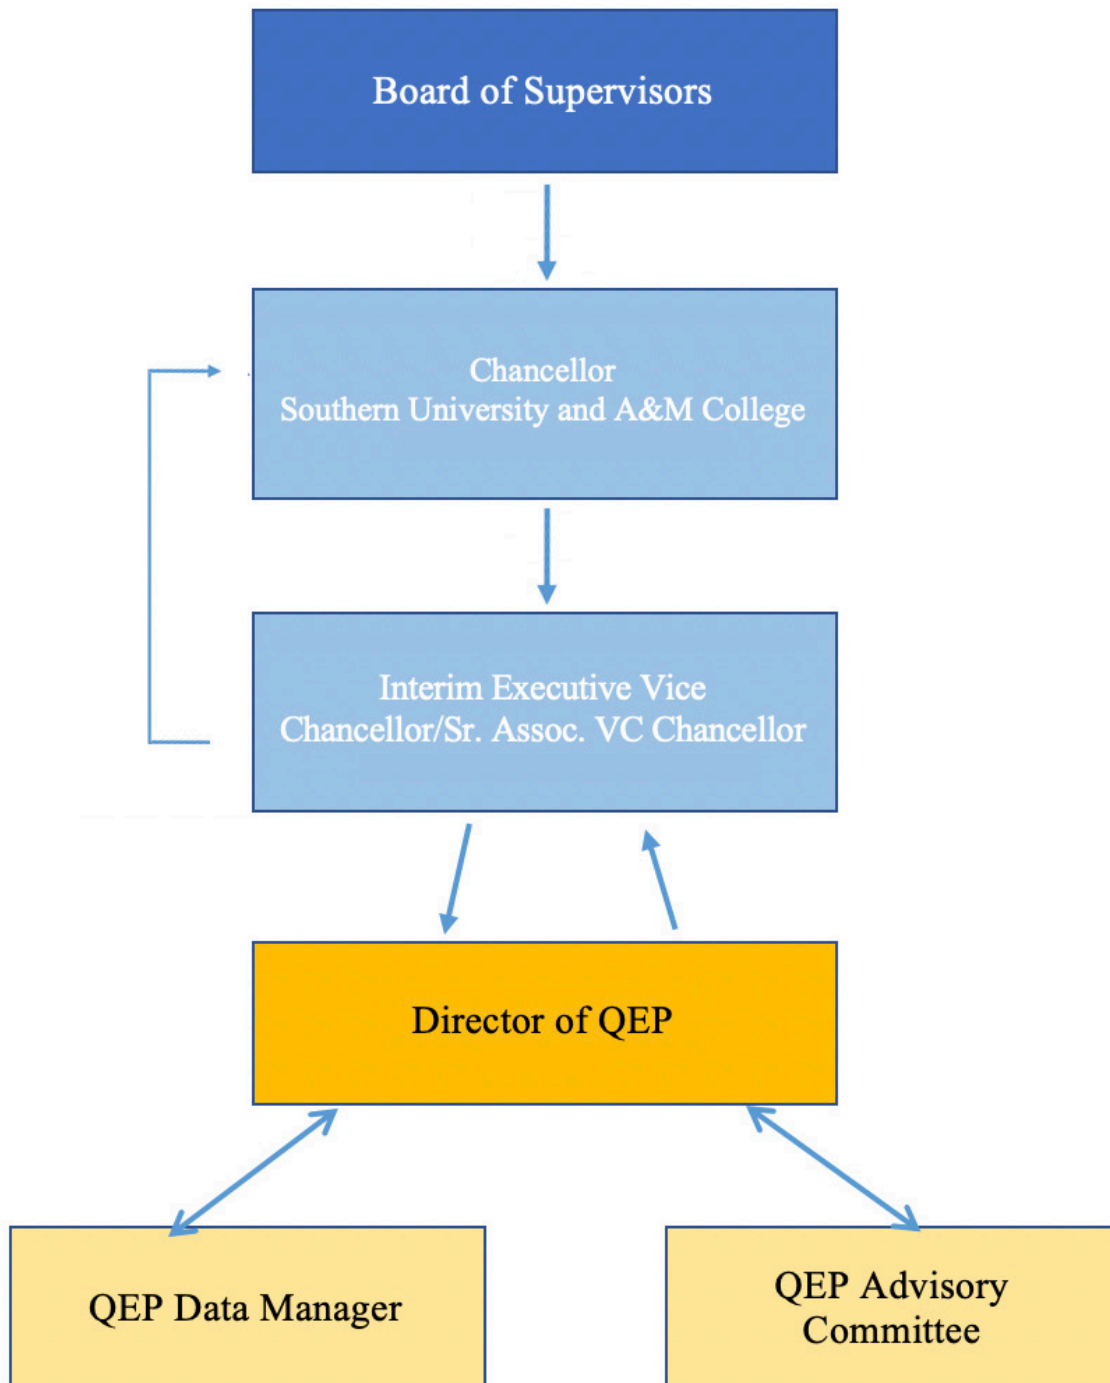 Board of Supervisors
Chancellor
Southern University and A&M College
Interim Executive Vice
Chancellor/Sr. Assoc. VC Chancellor
Director of QEP
QEP Data Manager
QEP Advisory
Committee